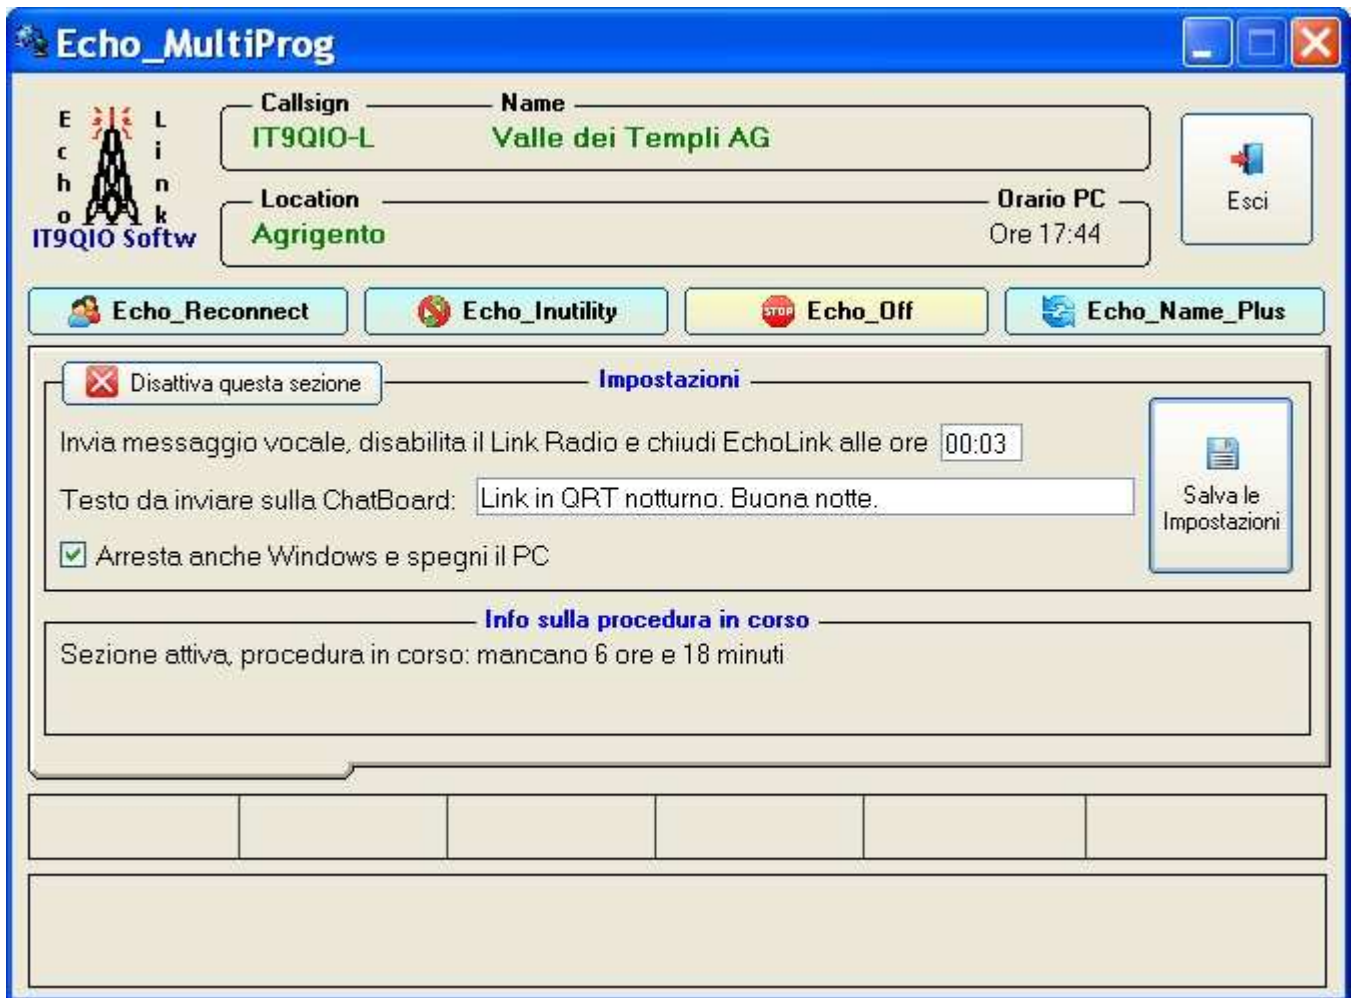 Echo_MultiProg
Echo Link
IT9QIO Softw
Callsign Name
IT9QIO-L Valle dei Templi AG
Location Orario PC
Agrigento Ore 17:44
Esci
Echo_Reconnect Echo_Inutility Echo_Off Echo_Name_Plus
Disattiva questa sezione Impostazioni
Invia messaggio vocale, disabilita il Link Radio e chiudi EchoLink alle ore 00:03
Testo da inviare sulla ChatBoard: Link in QRT notturno. Buona notte.
Arresta anche Windows e spegni il PC
Salva le
Impostazioni
Info sulla procedura in corso
Sezione attiva, procedura in corso: mancano 6 ore e 18 minuti